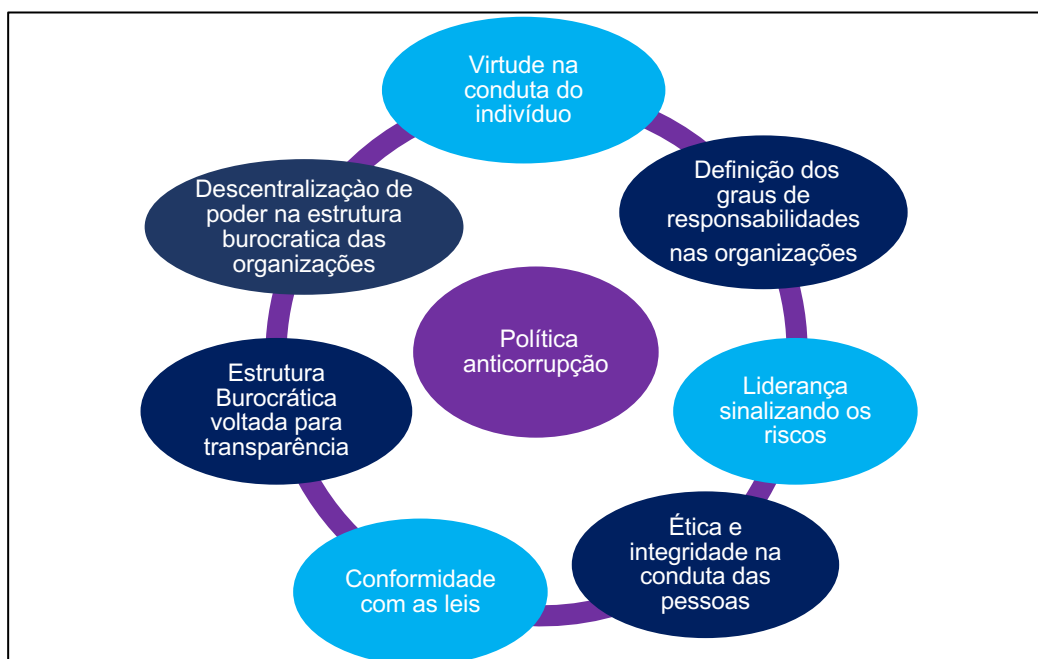 Virtude na
conduta do
indivíduo
Definição dos
graus de
responsabilidades
nas organizações
Liderança
sinalizando os
riscos
Ética e
integridade na
conduta das
pessoas
Conformidade
com as leis
Estrutura
Burocrática
voltada para
transparência
Descentralizaçào de
poder na estrutura
burocratica das
organizações
Política
anticorrupção